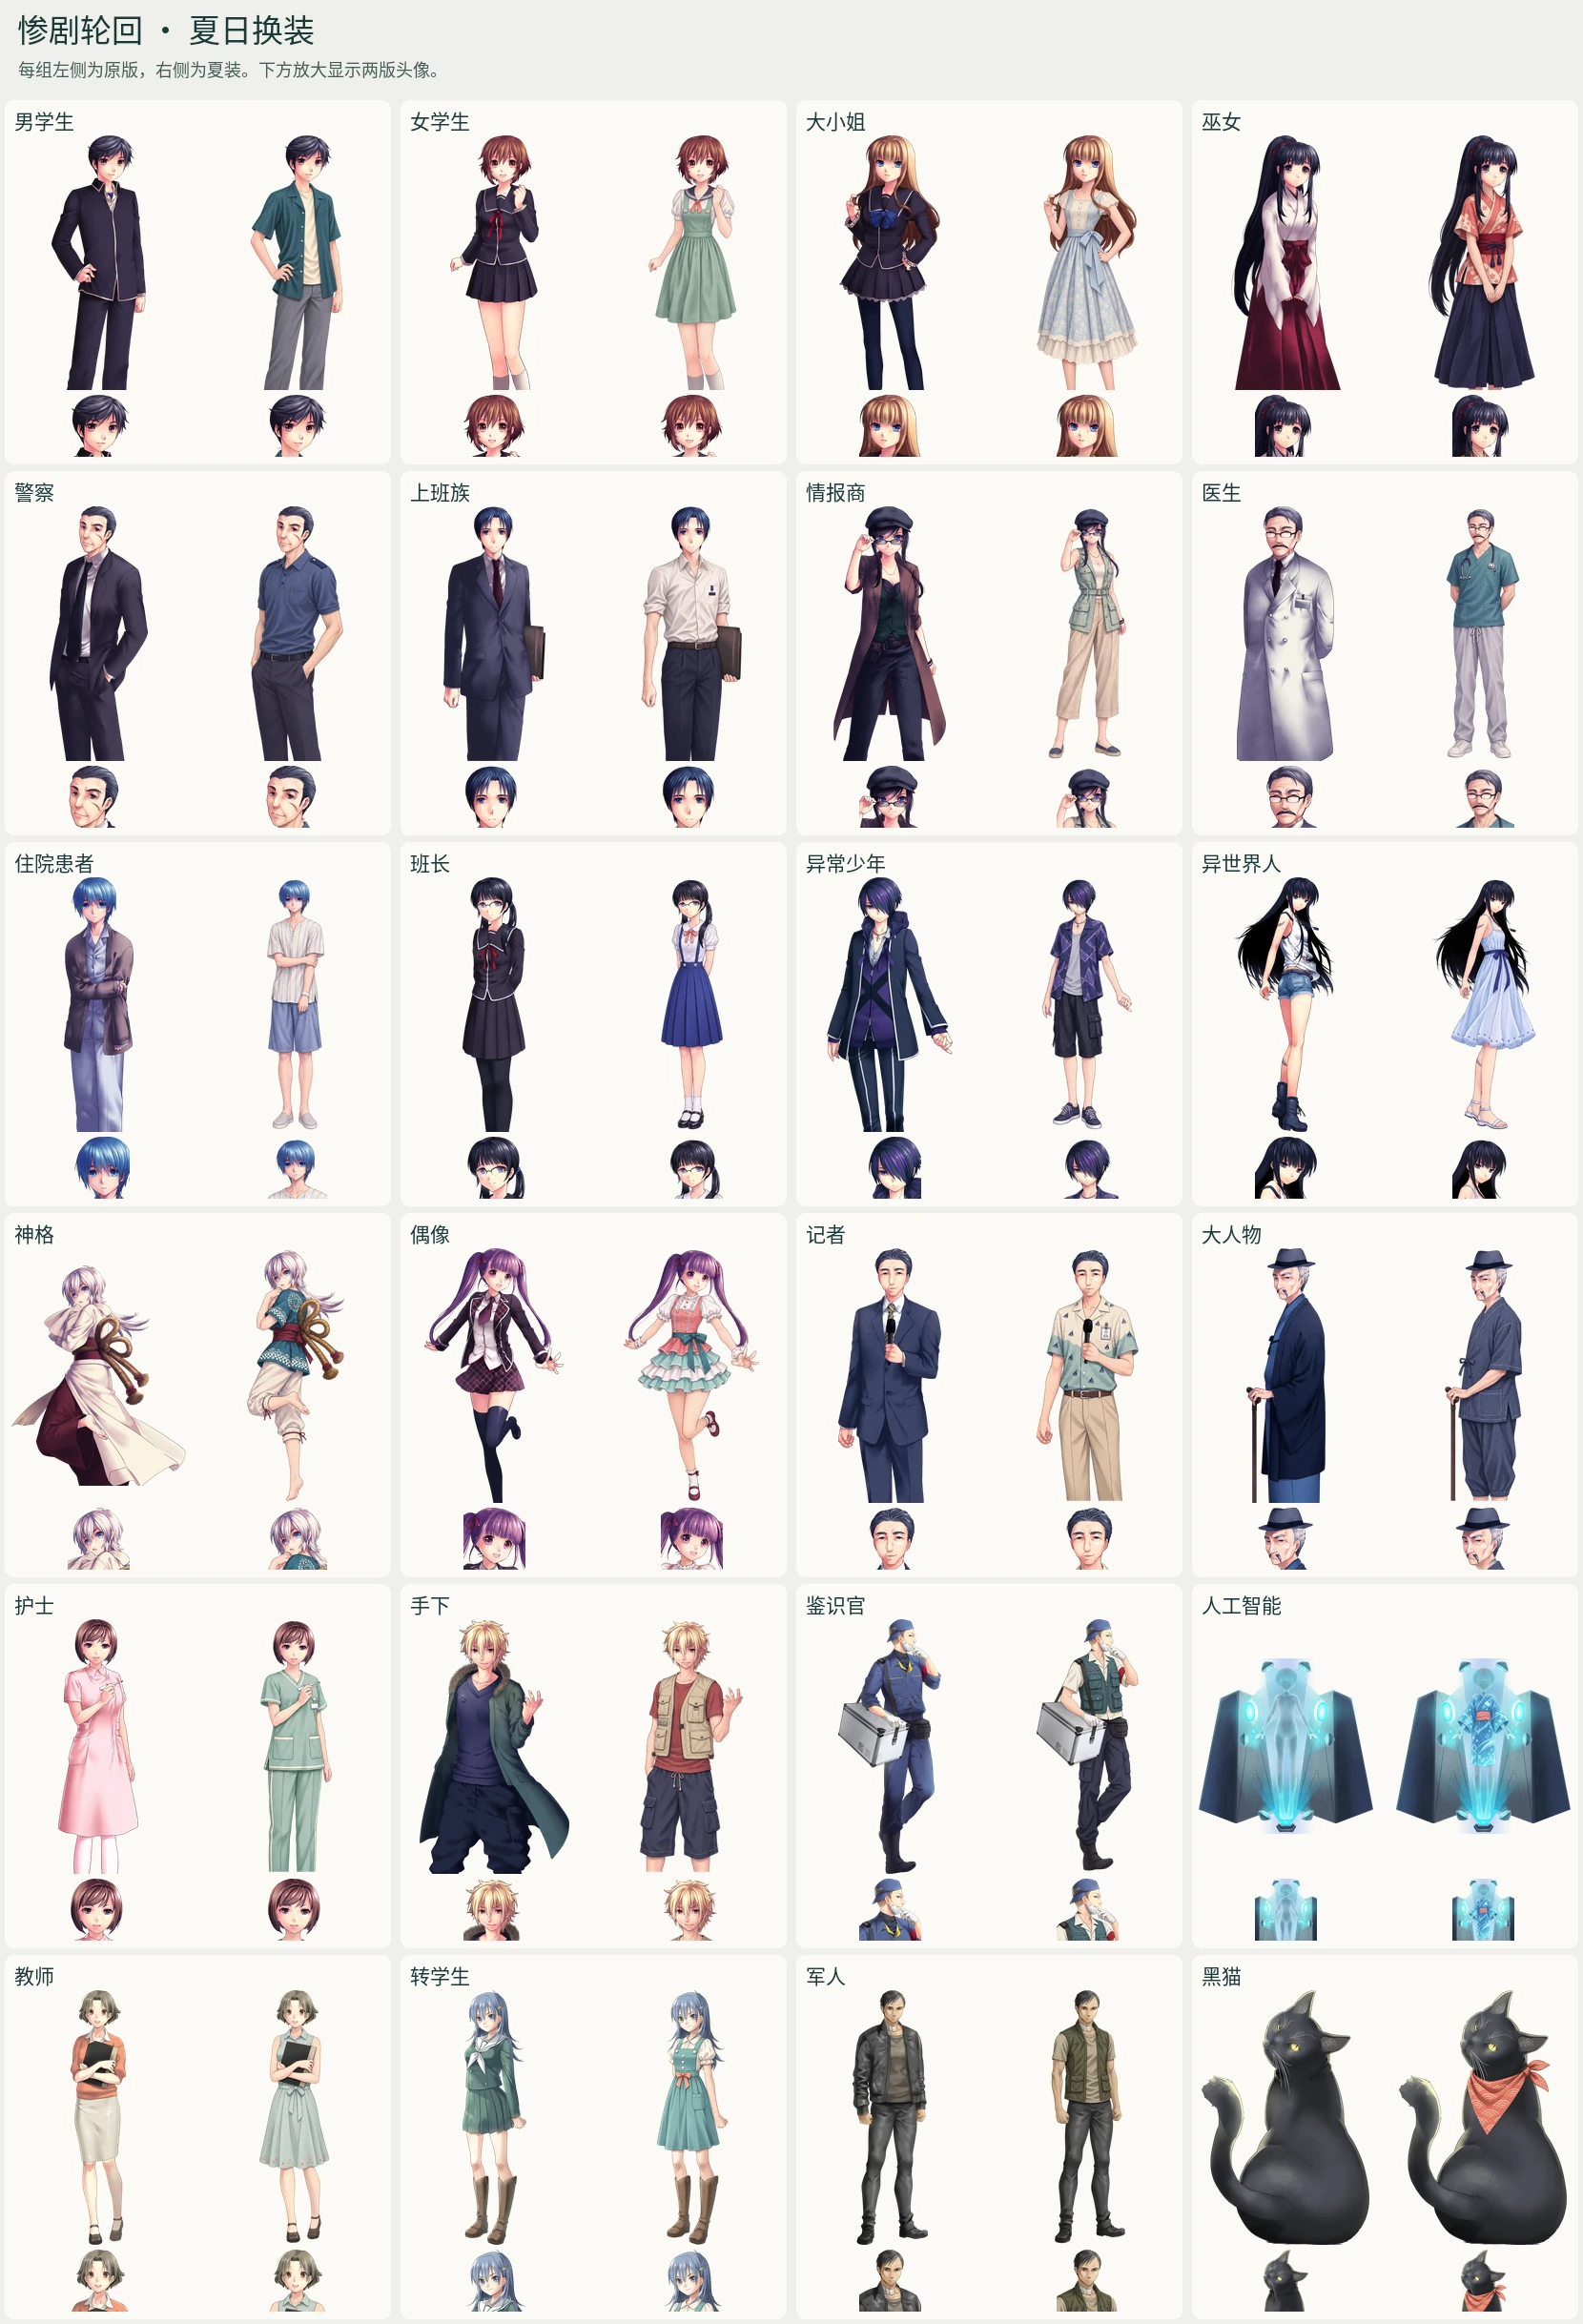 惨剧轮回 · 夏日换装
每组左侧为原版，右侧为夏装。下方放大显示两版头像。
男学生
女学生
大小姐
巫女
警察
上班族
情报商
医生
住院患者
班长
异常少年
异世界人
神格
偶像
记者
大人物
护士
手下
鉴识官
人工智能
教师
转学生
军人
黑猫